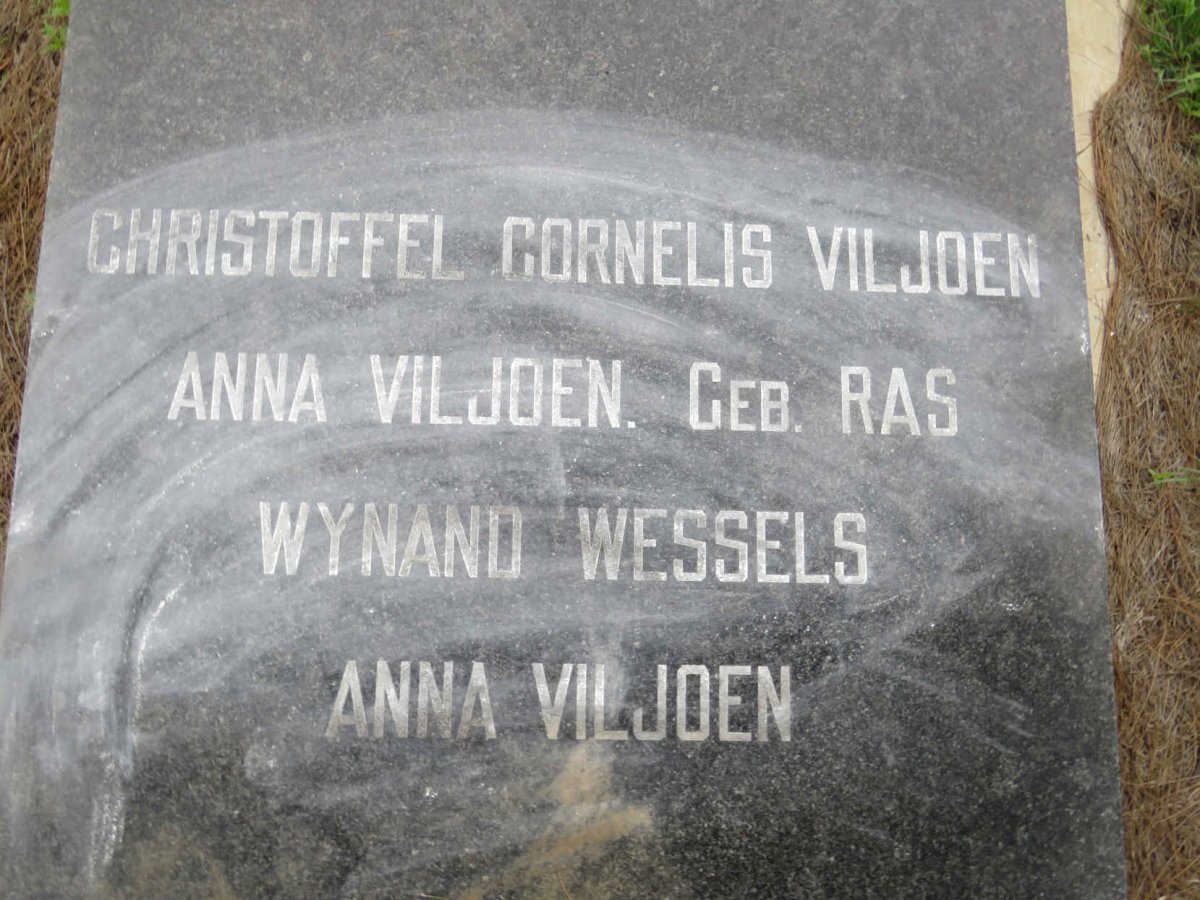 CHRISTOFFEL CORNELIS VILJOEN
ANNA VILJOEN. GEB. RAS
WYNAND WESSELS
ANNA VILJOEN